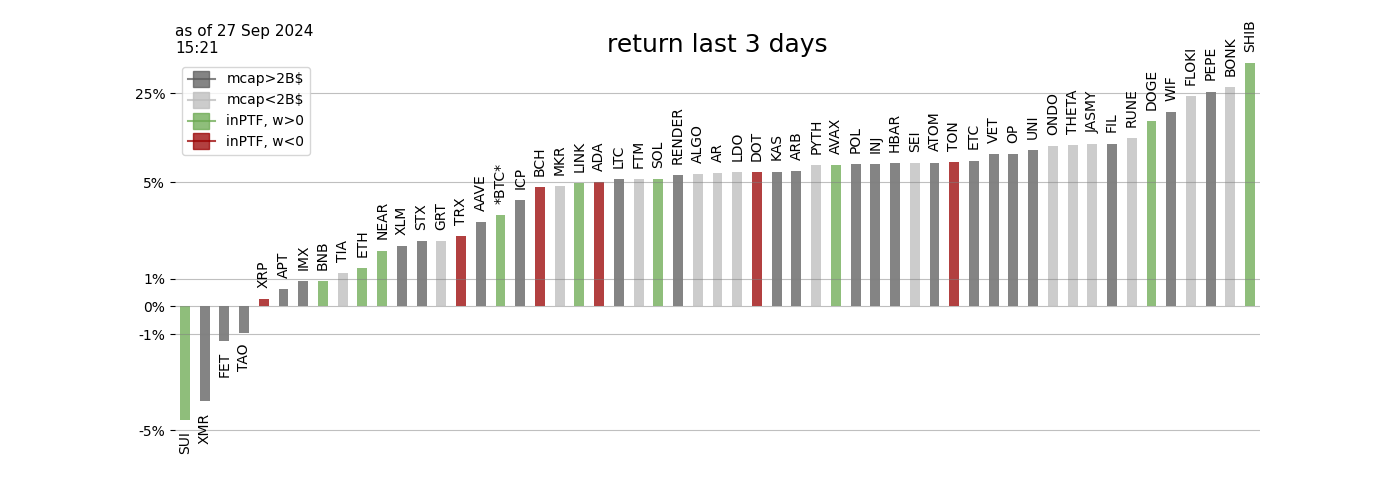 as of 27 Sep 2024
15:21
return last 3 days
mcap>2B$
mcap<2B$
inPTF, w>0
inPTF, w<0
25%
5%
1%
0%
-1%
-5%
SUI
XMR
FET
TAO
XRP
APT
IMX
BNB
TIA
ETH
NEAR
XLM
STX
GRT
TRX
AAVE
*BTC*
ICP
BCH
MKR
LINK
ADA
LTC
FTM
SOL
RENDER
ALGO
AR
LDO
DOT
KAS
ARB
PYTH
AVAX
POL
INJ
HBAR
SEI
ATOM
TON
ETC
VET
OP
UNI
ONDO
THETA
JASMY
FIL
RUNE
DOGE
WIF
FLOKI
PEPE
BONK
SHIB